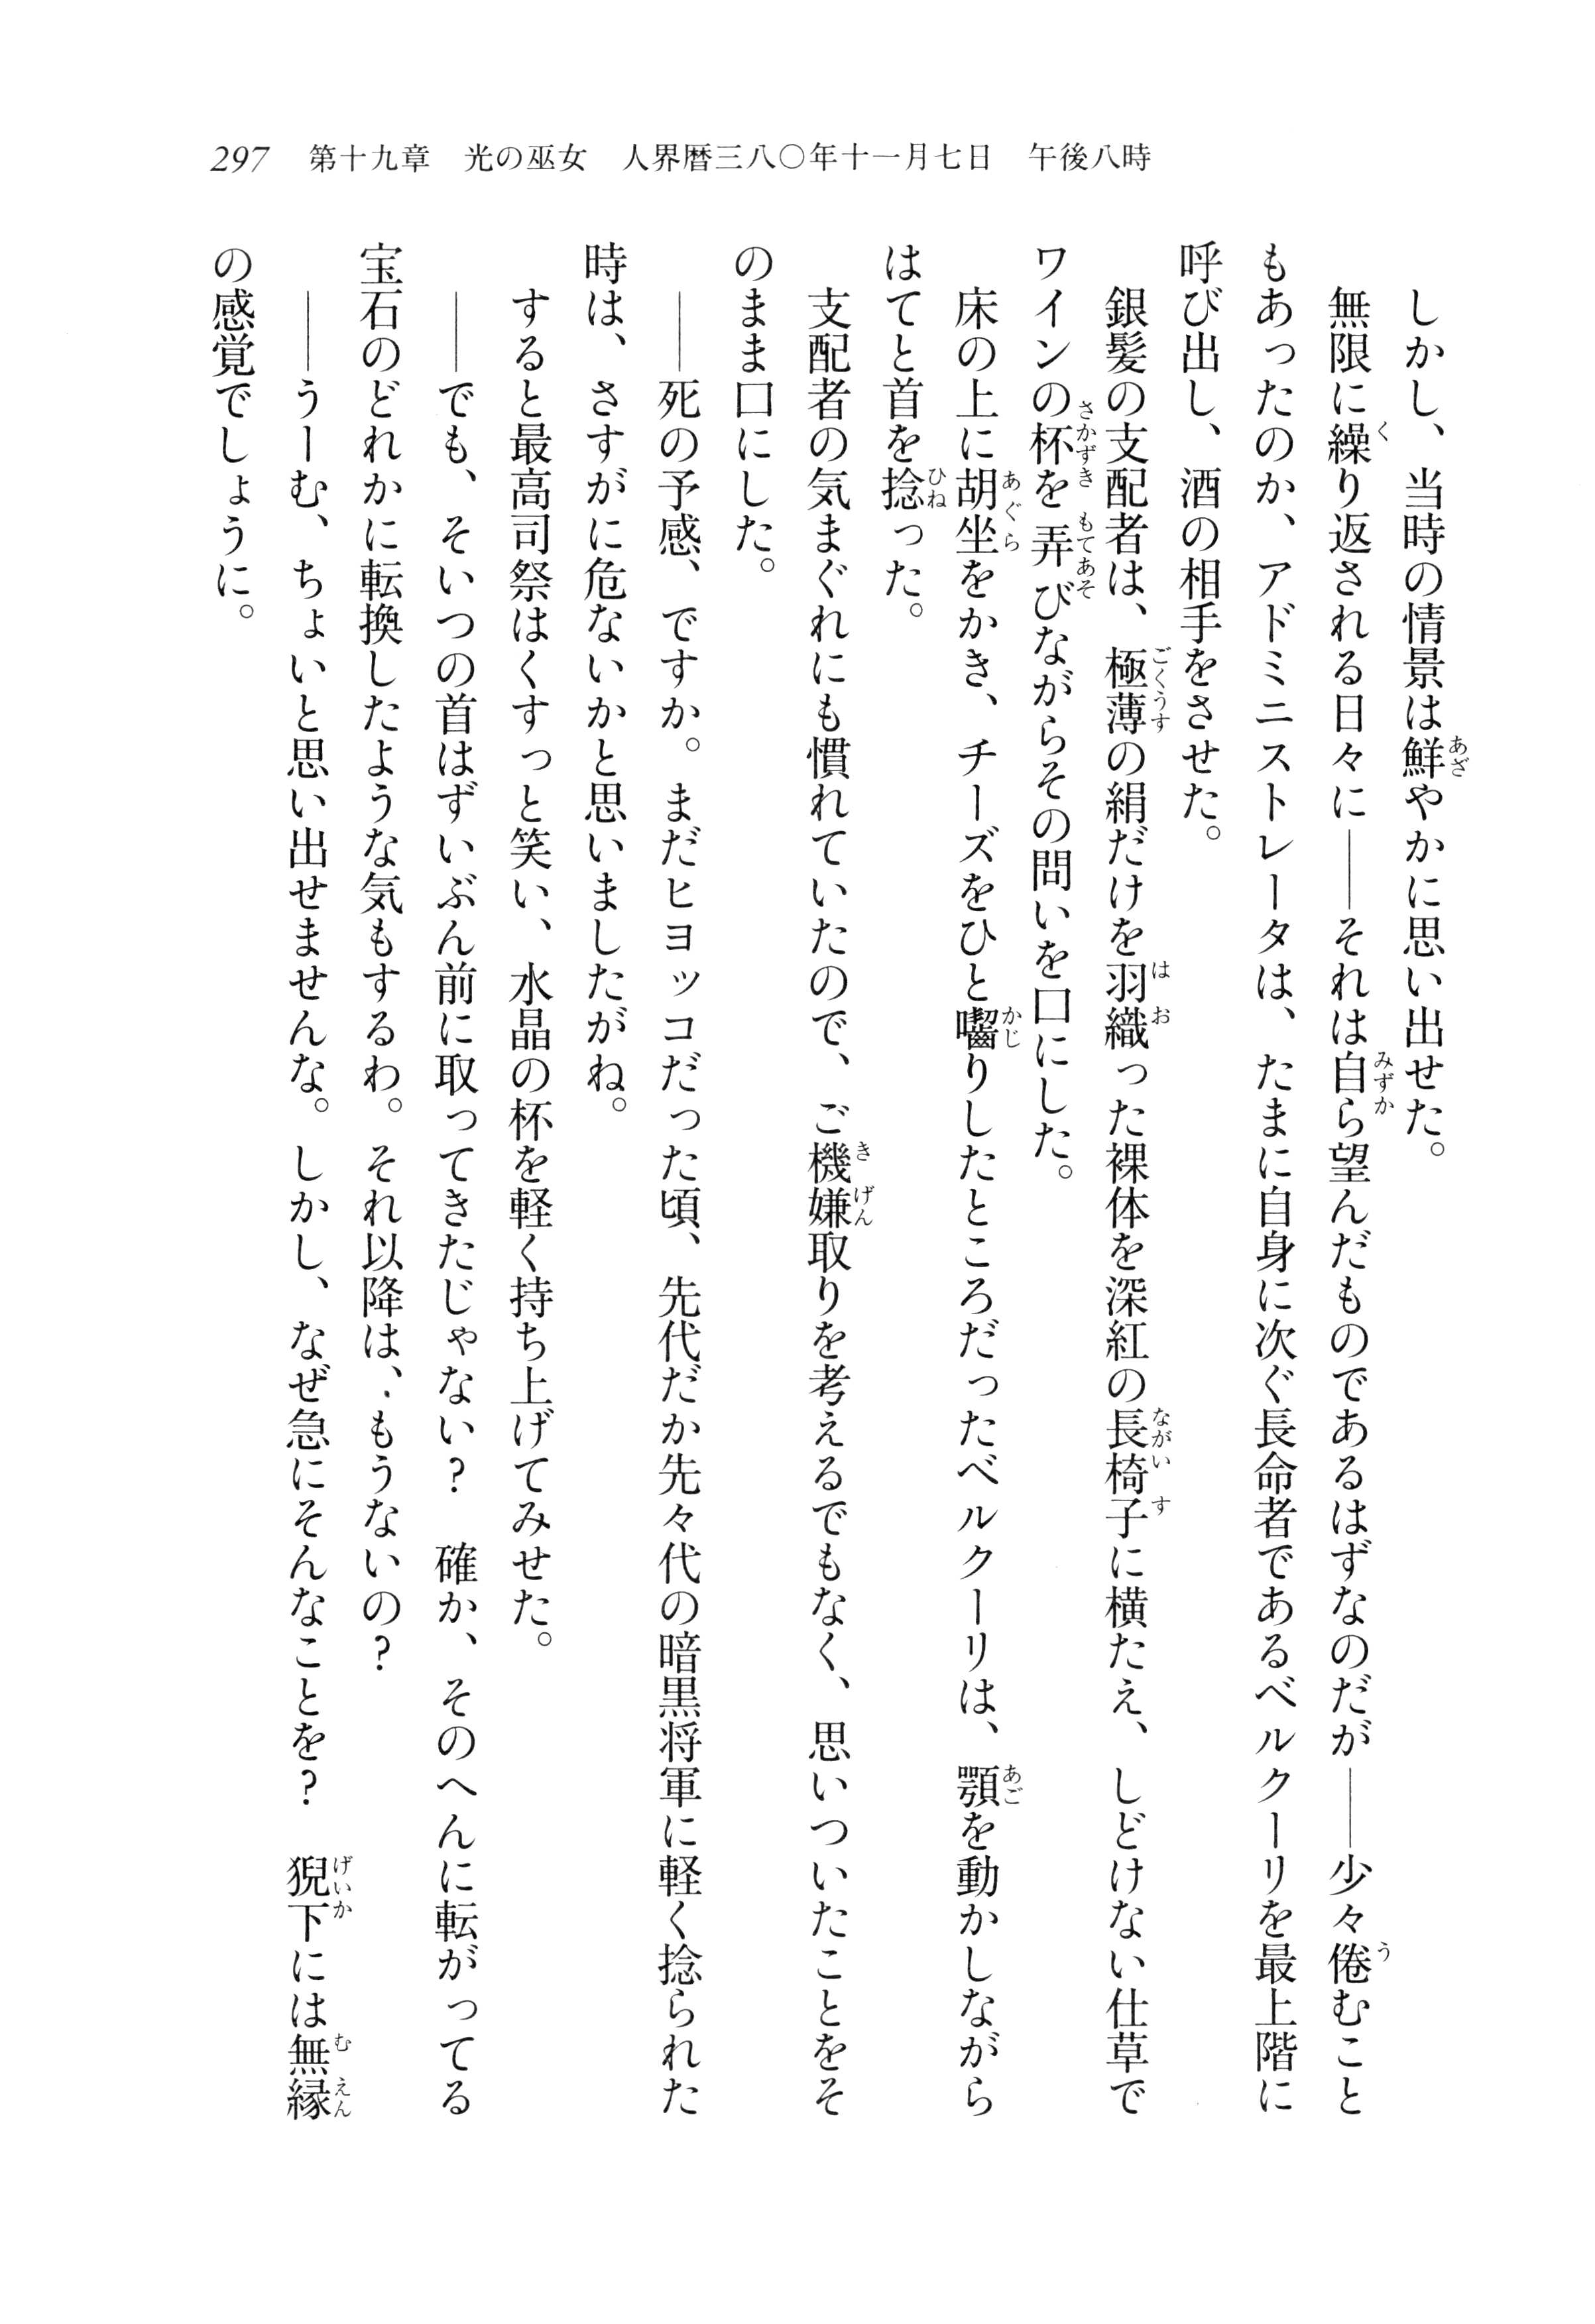 297　第十九章　光の巫女　人界暦三八〇年十一月七日　午後八時
　しかし、当時の情景は鮮やかに思い出せた。
　無限に繰り返される日々に――それは自ら望んだものであるはずなのだが――少々倦むこと
もあったのか、アドミニストレータは、たまに自身に次ぐ長命者であるベルクーリを最上階に
呼び出し、酒の相手をさせた。
　銀髪の支配者は、極薄の絹だけを羽織った裸体を深紅の長椅子に横たえ、しどけない仕草で
ワインの杯を弄びながらその問いを口にした。
　床の上に胡坐をかき、チーズをひと囓りしたところだったベルクーリは、顎を動かしながら
はてと首を捻った。
　支配者の気まぐれにも慣れていたので、ご機嫌取りを考えるでもなく、思いついたことをそ
のまま口にした。
　――死の予感、ですか。まだヒヨッコだった頃、先代だか先々代の暗黒将軍に軽く捻られた
時は、さすがに危ないかと思いましたがね。
　すると最高司祭はくすっと笑い、水晶の杯を軽く持ち上げてみせた。
　――でも、そいつの首はずいぶん前に取ってきたじゃない？　確か、そのへんに転がってる
宝石のどれかに転換したような気もするわ。それ以降は、もうないの？
　――うーむ、ちょいと思い出せませんな。しかし、なぜ急にそんなことを？　猊下には無縁
の感覚でしょうに。